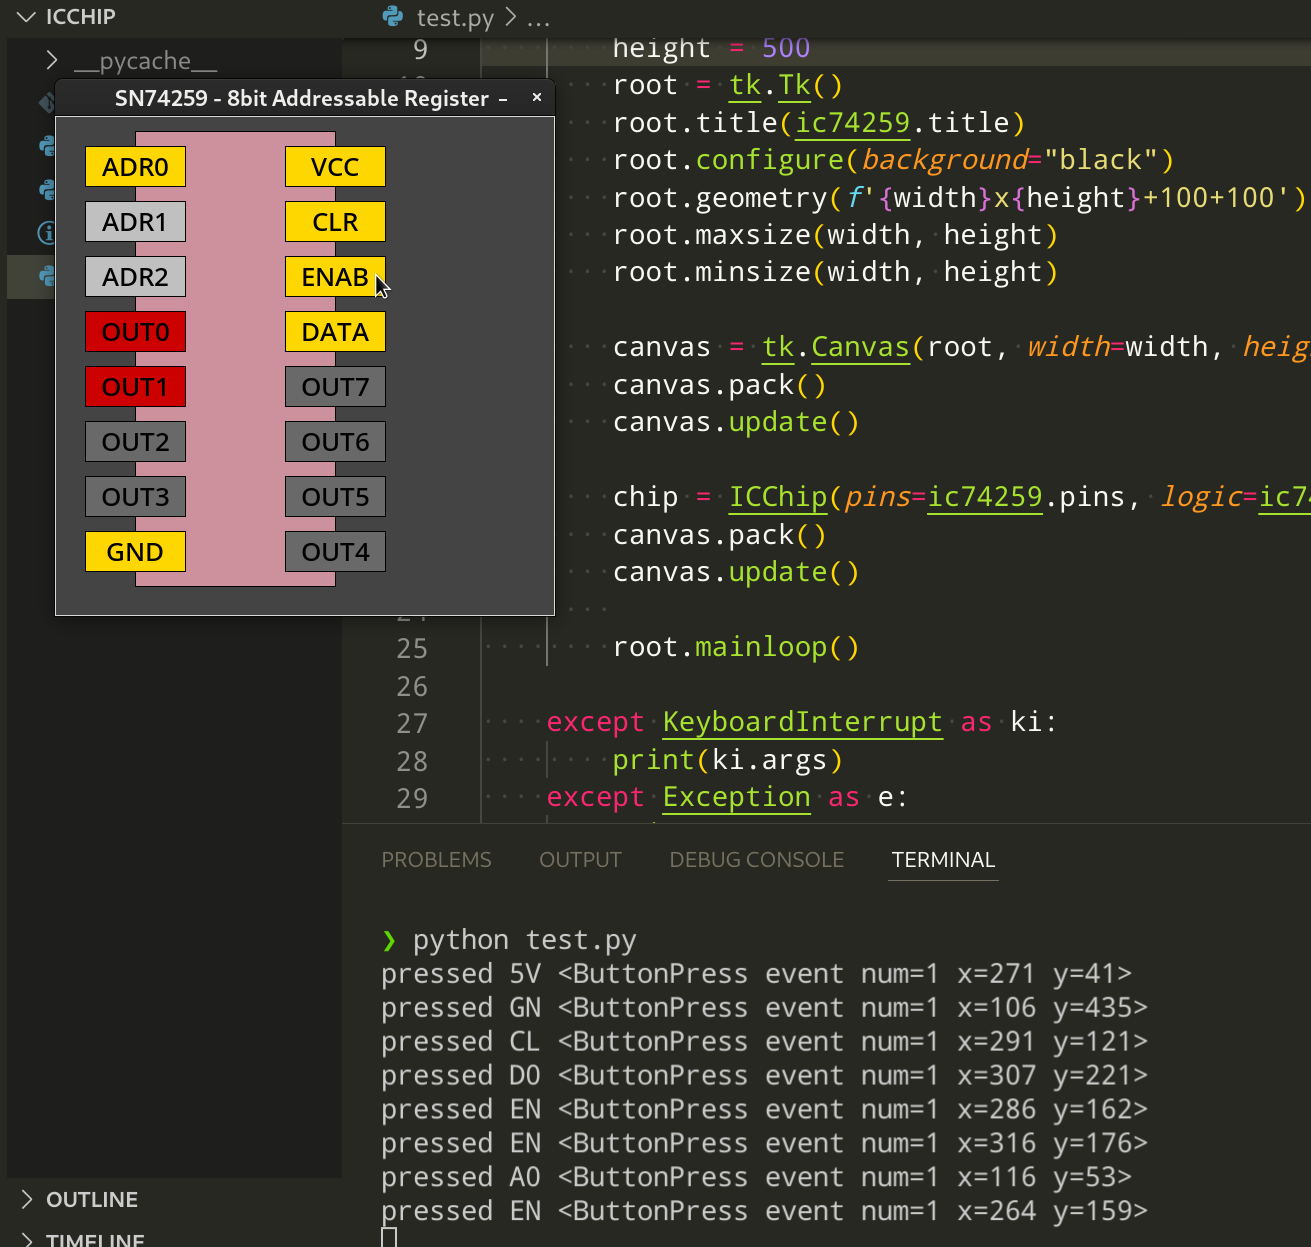 ICCHIP
test.py > ...
__pycache__
SN74259 - 8bit Addressable Register
ADR0 VCC
ADR1 CLR
ADR2 ENAB
OUT0 DATA
OUT1 OUT7
OUT2 OUT6
OUT3 OUT5
GND OUT4
9 height = 500
root = tk.Tk()
root.title(ic74259.title)
root.configure(background="black")
root.geometry(f'{width}x{height}+100+100')
root.maxsize(width, height)
root.minsize(width, height)
canvas = tk.Canvas(root, width=width, heig
canvas.pack()
canvas.update()
chip = ICChip(pins=ic74259.pins, logic=ic7
canvas.pack()
canvas.update()
24
25 root.mainloop()
26
27 except KeyboardInterrupt as ki:
28 print(ki.args)
29 except Exception as e:
PROBLEMS OUTPUT DEBUG CONSOLE TERMINAL
❯ python test.py
pressed 5V <ButtonPress event num=1 x=271 y=41>
pressed GN <ButtonPress event num=1 x=106 y=435>
pressed CL <ButtonPress event num=1 x=291 y=121>
pressed D0 <ButtonPress event num=1 x=307 y=221>
pressed EN <ButtonPress event num=1 x=286 y=162>
pressed EN <ButtonPress event num=1 x=316 y=176>
pressed A0 <ButtonPress event num=1 x=116 y=53>
pressed EN <ButtonPress event num=1 x=264 y=159>
OUTLINE
TIMELINE